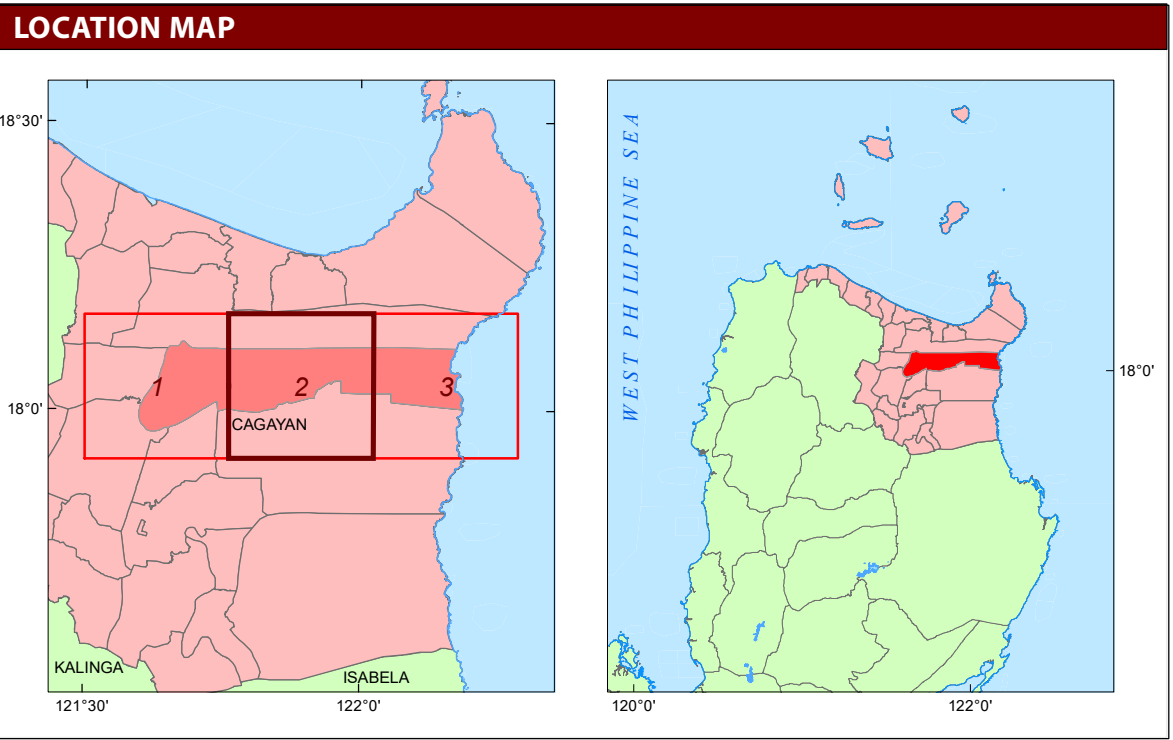 LOCATION MAP
18°30'
18°0'
1
2
3
CAGAYAN
KALINGA
ISABELA
121°30'
122°0'
WEST PHILIPPINE SEA
18°0'
120°0'
122°0'